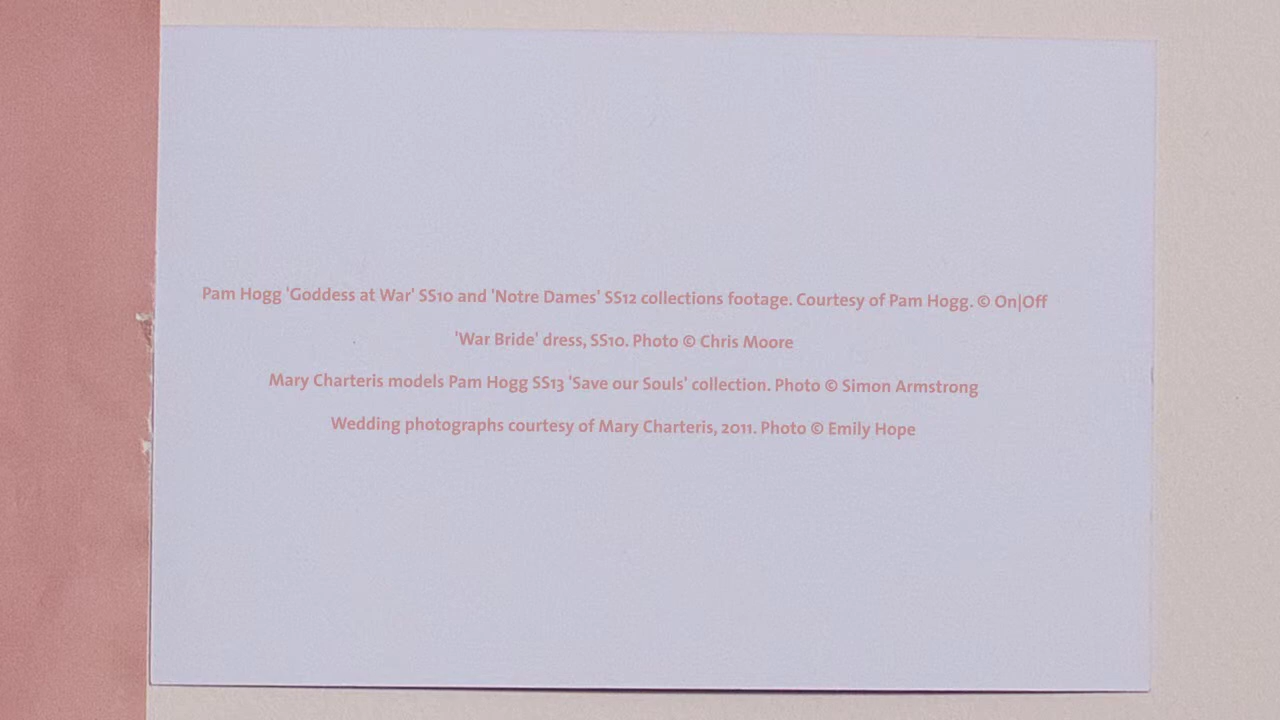 Pam Hogg 'Goddess at War' SS10 and 'Notre Dames' SS12 collections footage. Courtesy of Pam Hogg. © On|Off
'War Bride' dress, SS10. Photo © Chris Moore
Mary Charteris models Pam Hogg SS13 'Save our Souls' collection. Photo © Simon Armstrong
Wedding photographs courtesy of Mary Charteris, 2011. Photo © Emily Hope